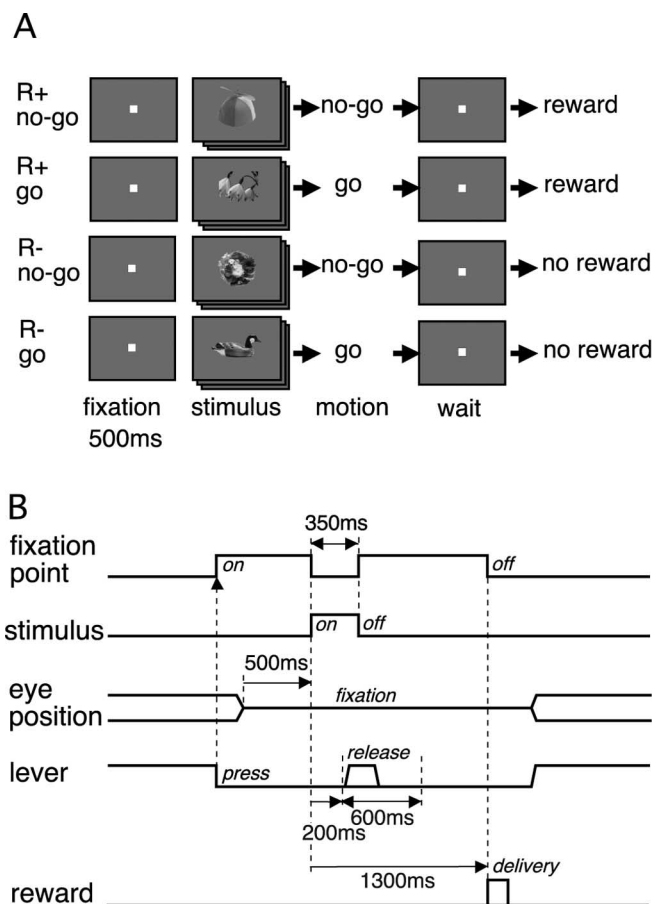 A
R+
no-go
no-go
reward
R+
go
go
reward
R-
no-go
no-go
no reward
R-
go
go
no reward
fixation stimulus motion wait
500ms
B
350ms
fixation
point
on
off
stimulus
on
off
500ms
eye
position
fixation
lever
press
release
200ms
600ms
1300ms
delivery
reward